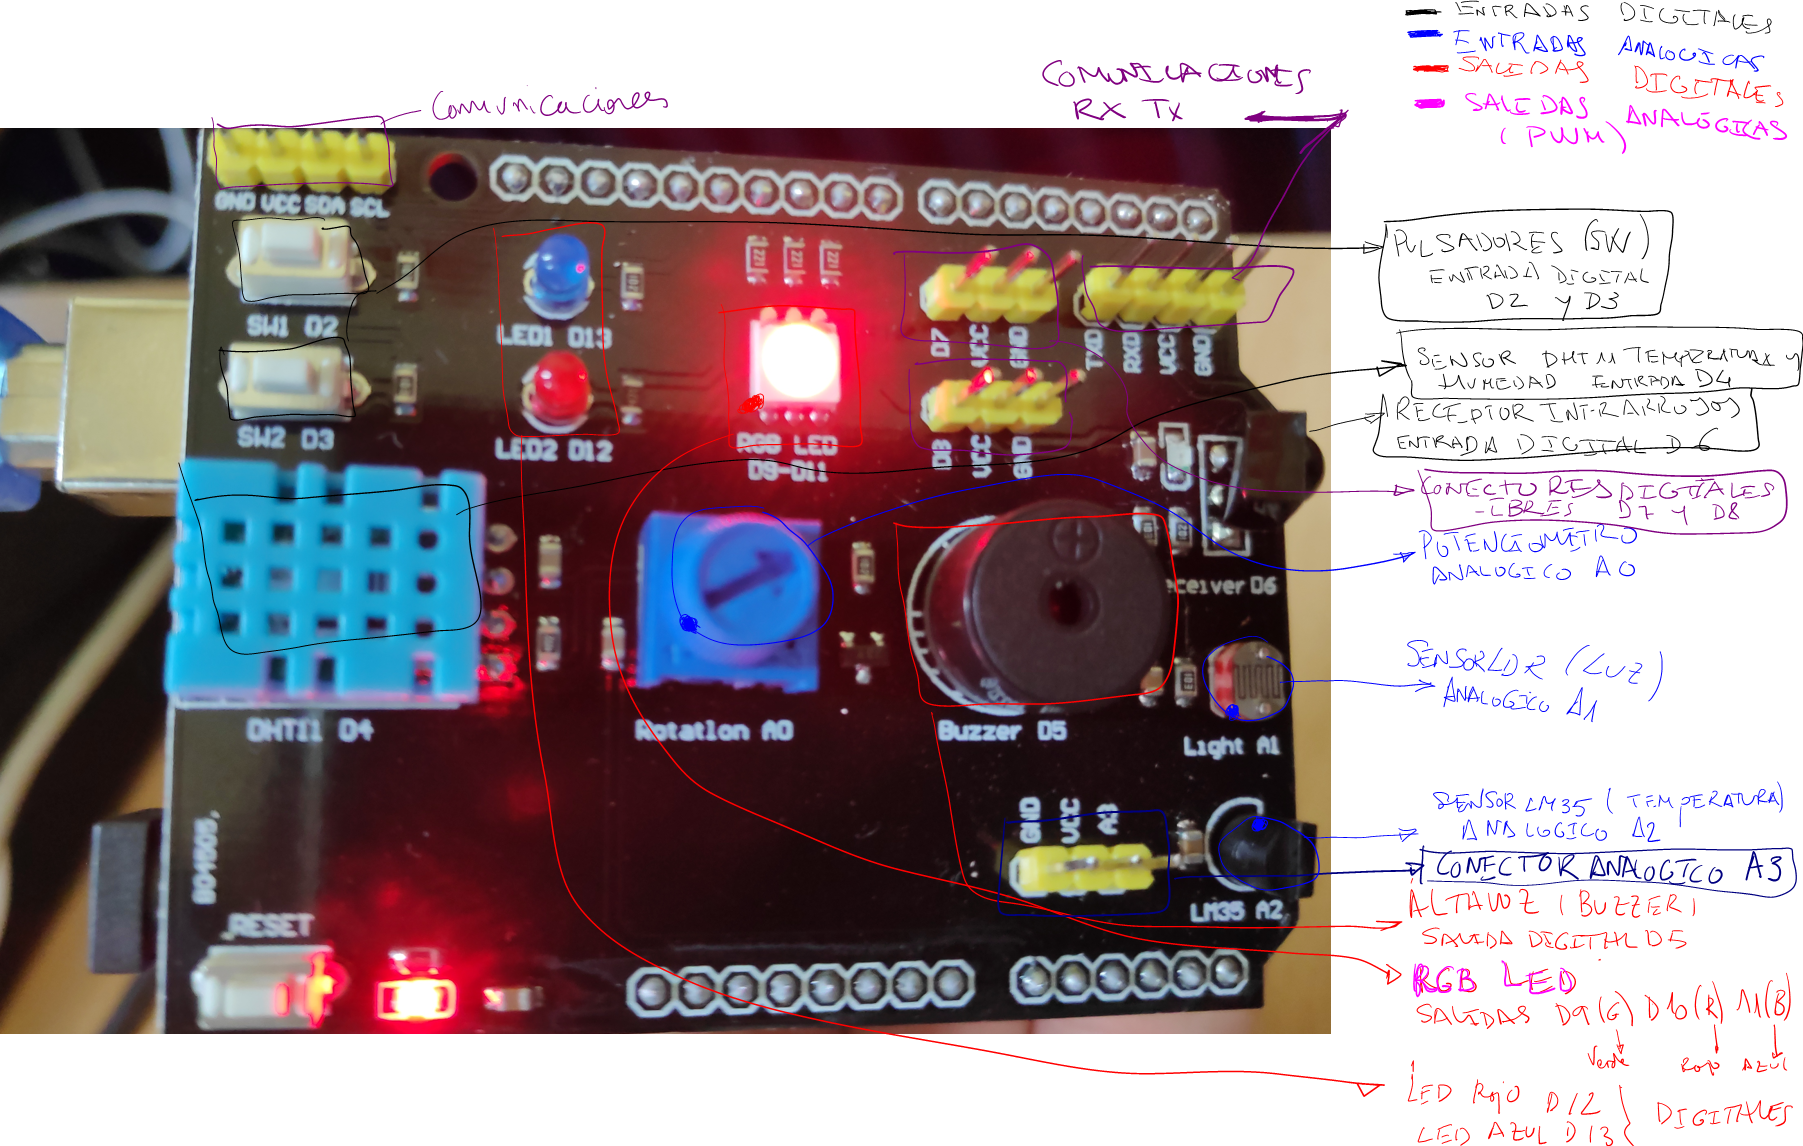 ENTRADAS DIGITALES
ENTRADAS ANALOGICAS
SALIDAS DIGITALES
SALIDAS ANALOGICAS
(PWM)
COMUNICACIONES
RX TX
Comunicaciones
GND VCC SDA SCL
SW1 D2
SW2 D3
LED1 D13
LED2 D12
RGB LED
D9-D11
D7 VCC GND
D8 VCC GND
TXD RXD VCC GND
221 221 221
DHT11 D4
Rotation A0
Buzzer D5
eceiver D6
Light A1
GND VCC A3
LM35 A2
RESET
PULSADORES (SW)
ENTRADA DIGITAL
D2 y D3
SENSOR DHT11 TEMPERATURA y
HUMEDAD ENTRADA D4
RECEPTOR INFRARROJOS
ENTRADA DIGITAL D6
CONECTORES DIGITALES
LIBRES D7 y D8
POTENCIOMETRO
ANALOGICO A0
SENSOR LDR (LUZ)
ANALOGICO A1
SENSOR LM35 (TEMPERATURA)
ANALOGICO A2
CONECTOR ANALOGICO A3
ALTAVOZ (BUZZER)
SALIDA DIGITAL D5
RGB LED
SALIDAS D9(G) D10(R) 11(B)
Verde Rojo AZUL
LED Rojo D12
LED AZUL D13
DIGITALES